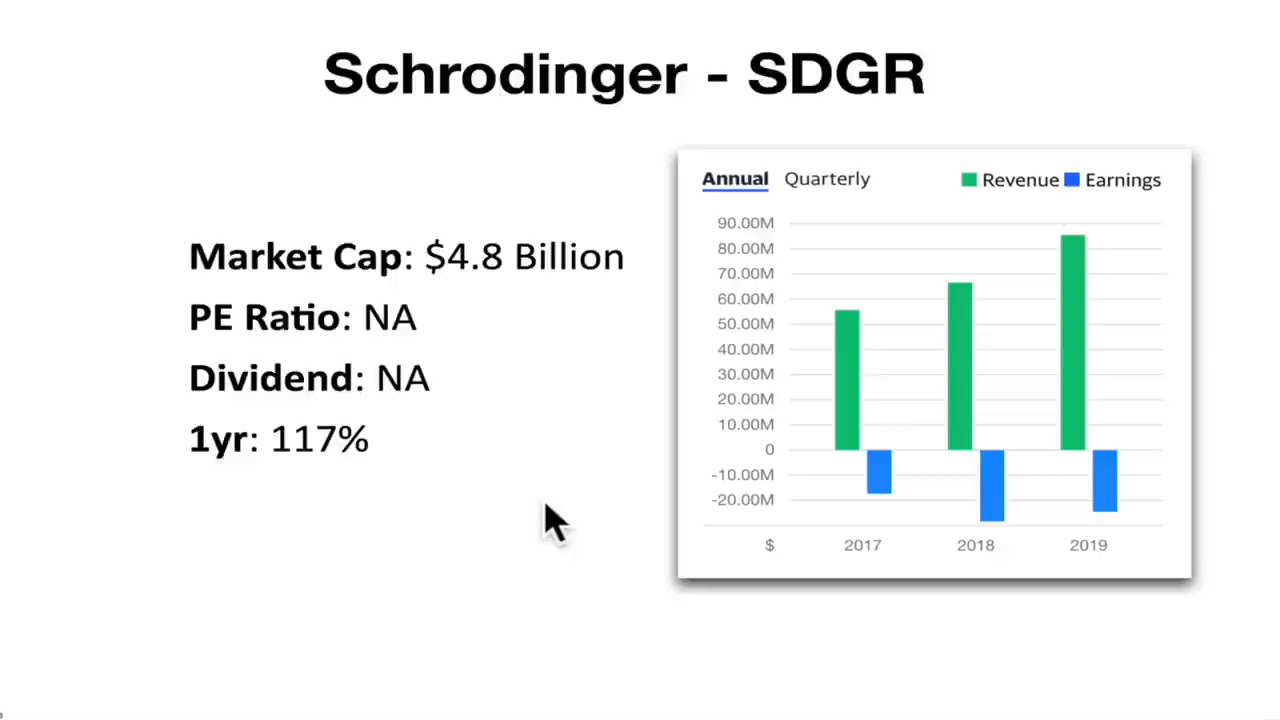 Schrodinger - SDGR
Market Cap: $4.8 Billion
PE Ratio: NA
Dividend: NA
1yr: 117%
Annual Quarterly Revenue Earnings
90.00M
80.00M
70.00M
60.00M
50.00M
40.00M
30.00M
20.00M
10.00M
0
-10.00M
-20.00M
$ 2017 2018 2019